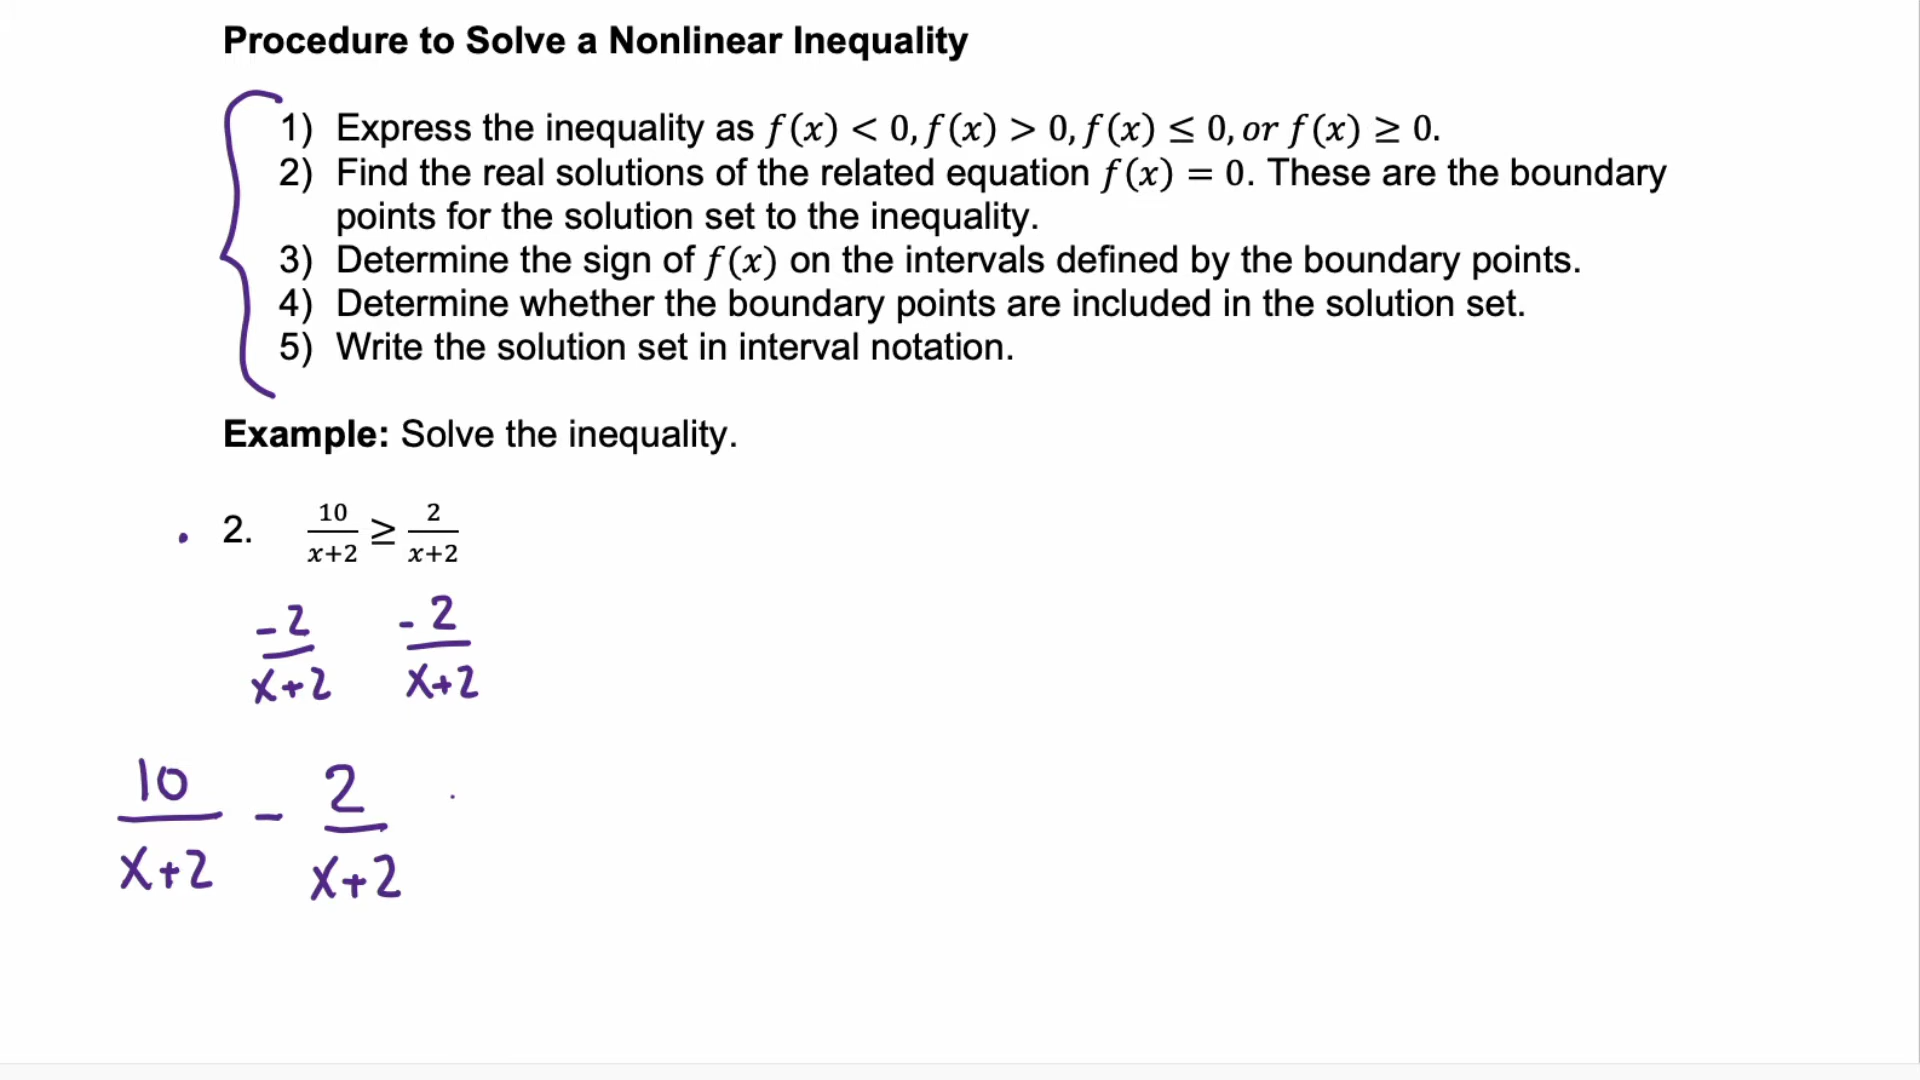 Procedure to Solve a Nonlinear Inequality
1) Express the inequality as f(x) < 0, f(x) > 0, f(x) ≤ 0, or f(x) ≥ 0.
2) Find the real solutions of the related equation f(x) = 0. These are the boundary
points for the solution set to the inequality.
3) Determine the sign of f(x) on the intervals defined by the boundary points.
4) Determine whether the boundary points are included in the solution set.
5) Write the solution set in interval notation.
Example: Solve the inequality.
2. 10/(x+2) ≥ 2/(x+2)
-2/(x+2) -2/(x+2)
10/(x+2) - 2/(x+2)